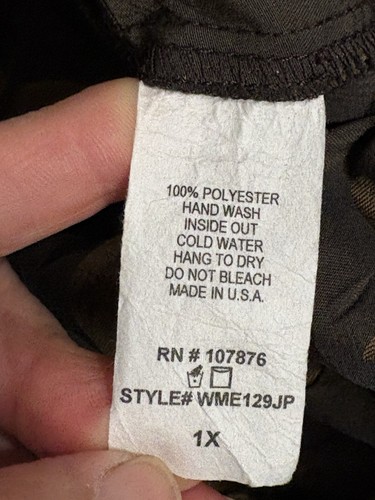 100% POLYESTER
HAND WASH
INSIDE OUT
COLD WATER
HANG TO DRY
DO NOT BLEACH
MADE IN U.S.A.
RN # 107876
STYLE# WME129JP
1X